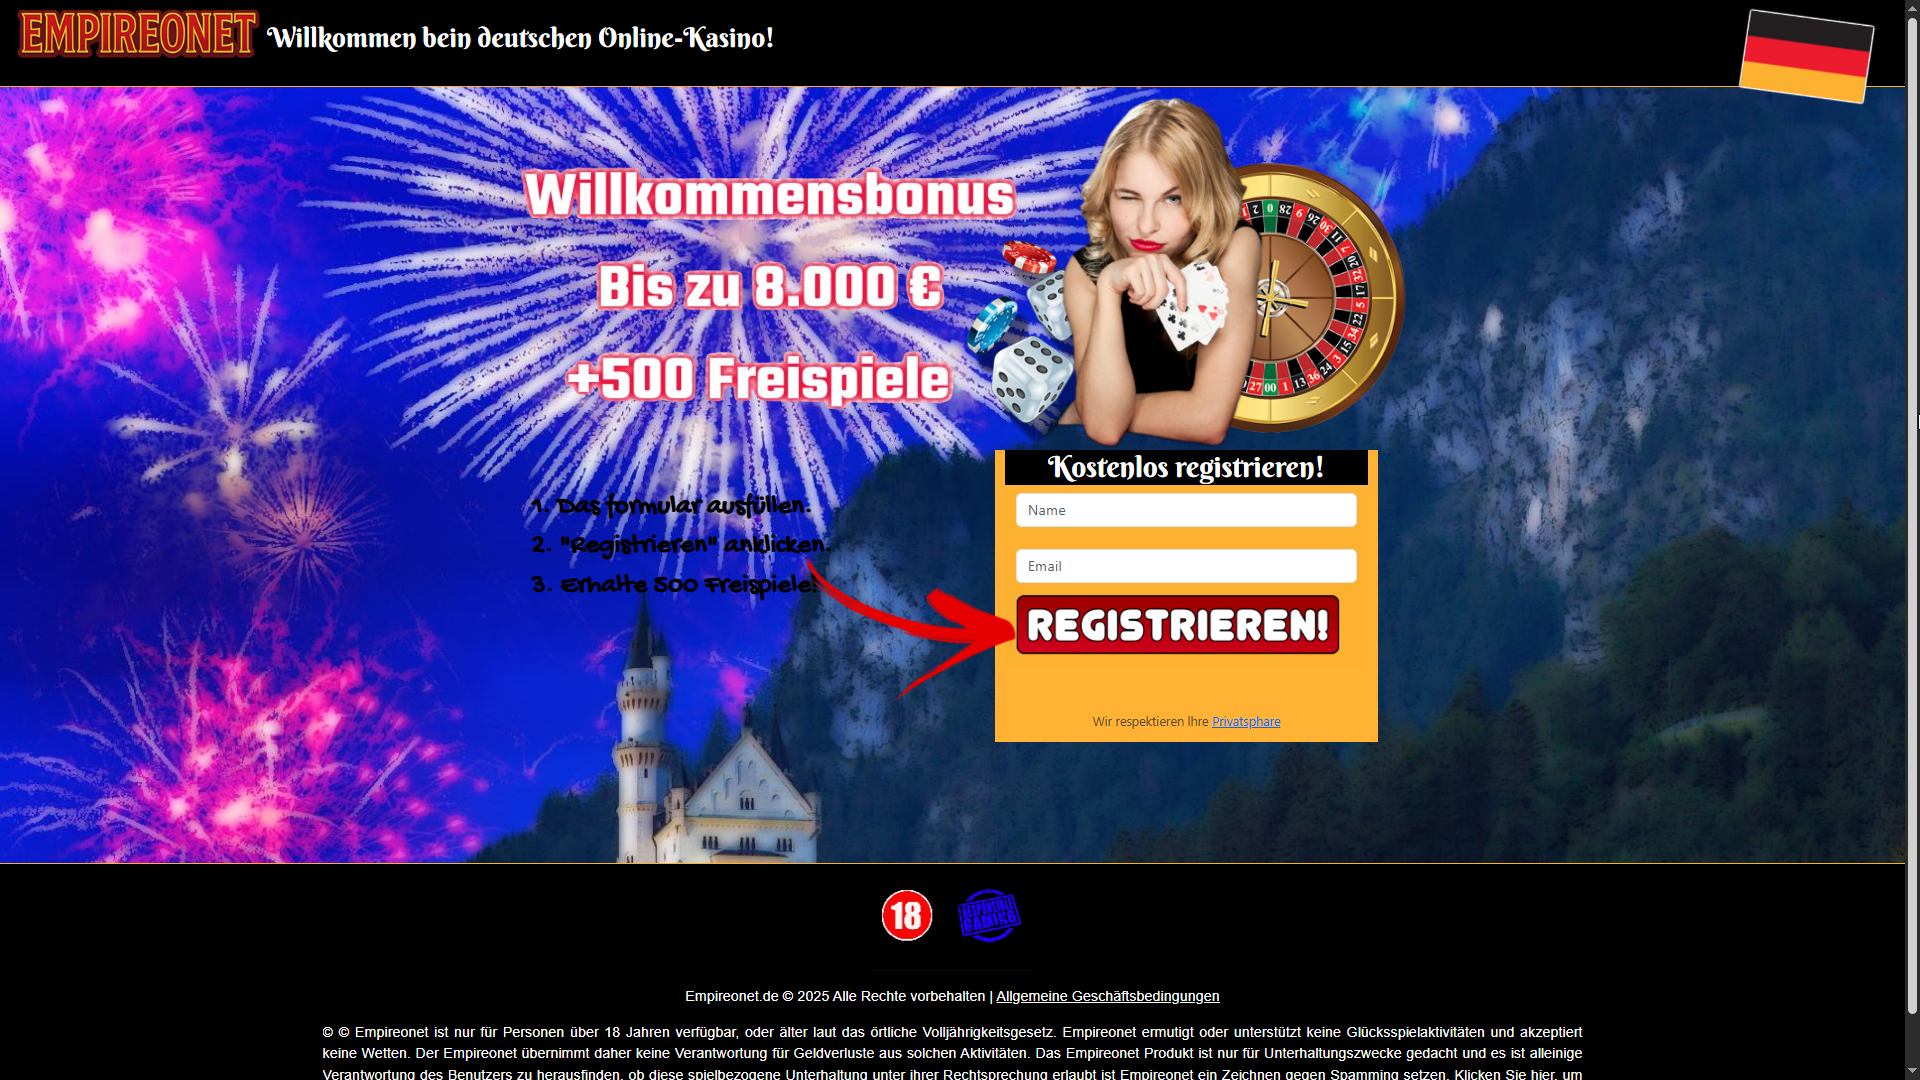 EMPIREONET
Willkommen bein deutschen Online-Kasino!
Willkommensbonus
Bis zu 8.000 €
+500 Freispiele
Kostenlos registrieren!
Name
Email
REGISTRIEREN!
Wir respektieren Ihre Privatsphare
1. Das formular ausfüllen.
2. "Registrieren" anklicken.
3. Erhalte 500 Freispiele!
18
RESPONSIBLE
GAMING
Empireonet.de © 2025 Alle Rechte vorbehalten | Allgemeine Geschäftsbedingungen
© © Empireonet ist nur für Personen über 18 Jahren verfügbar, oder älter laut das örtliche Volljährigkeitsgesetz. Empireonet ermutigt oder unterstützt keine Glücksspielaktivitäten und akzeptiert
keine Wetten. Der Empireonet übernimmt daher keine Verantwortung für Geldverluste aus solchen Aktivitäten. Das Empireonet Produkt ist nur für Unterhaltungszwecke gedacht und es ist alleinige
Verantwortung des Benutzers zu herausfinden, ob diese spielbezogene Unterhaltung unter ihrer Rechtsprechung erlaubt ist Empireonet ein Zeichen gegen Spamming setzen. Klicken Sie hier, um